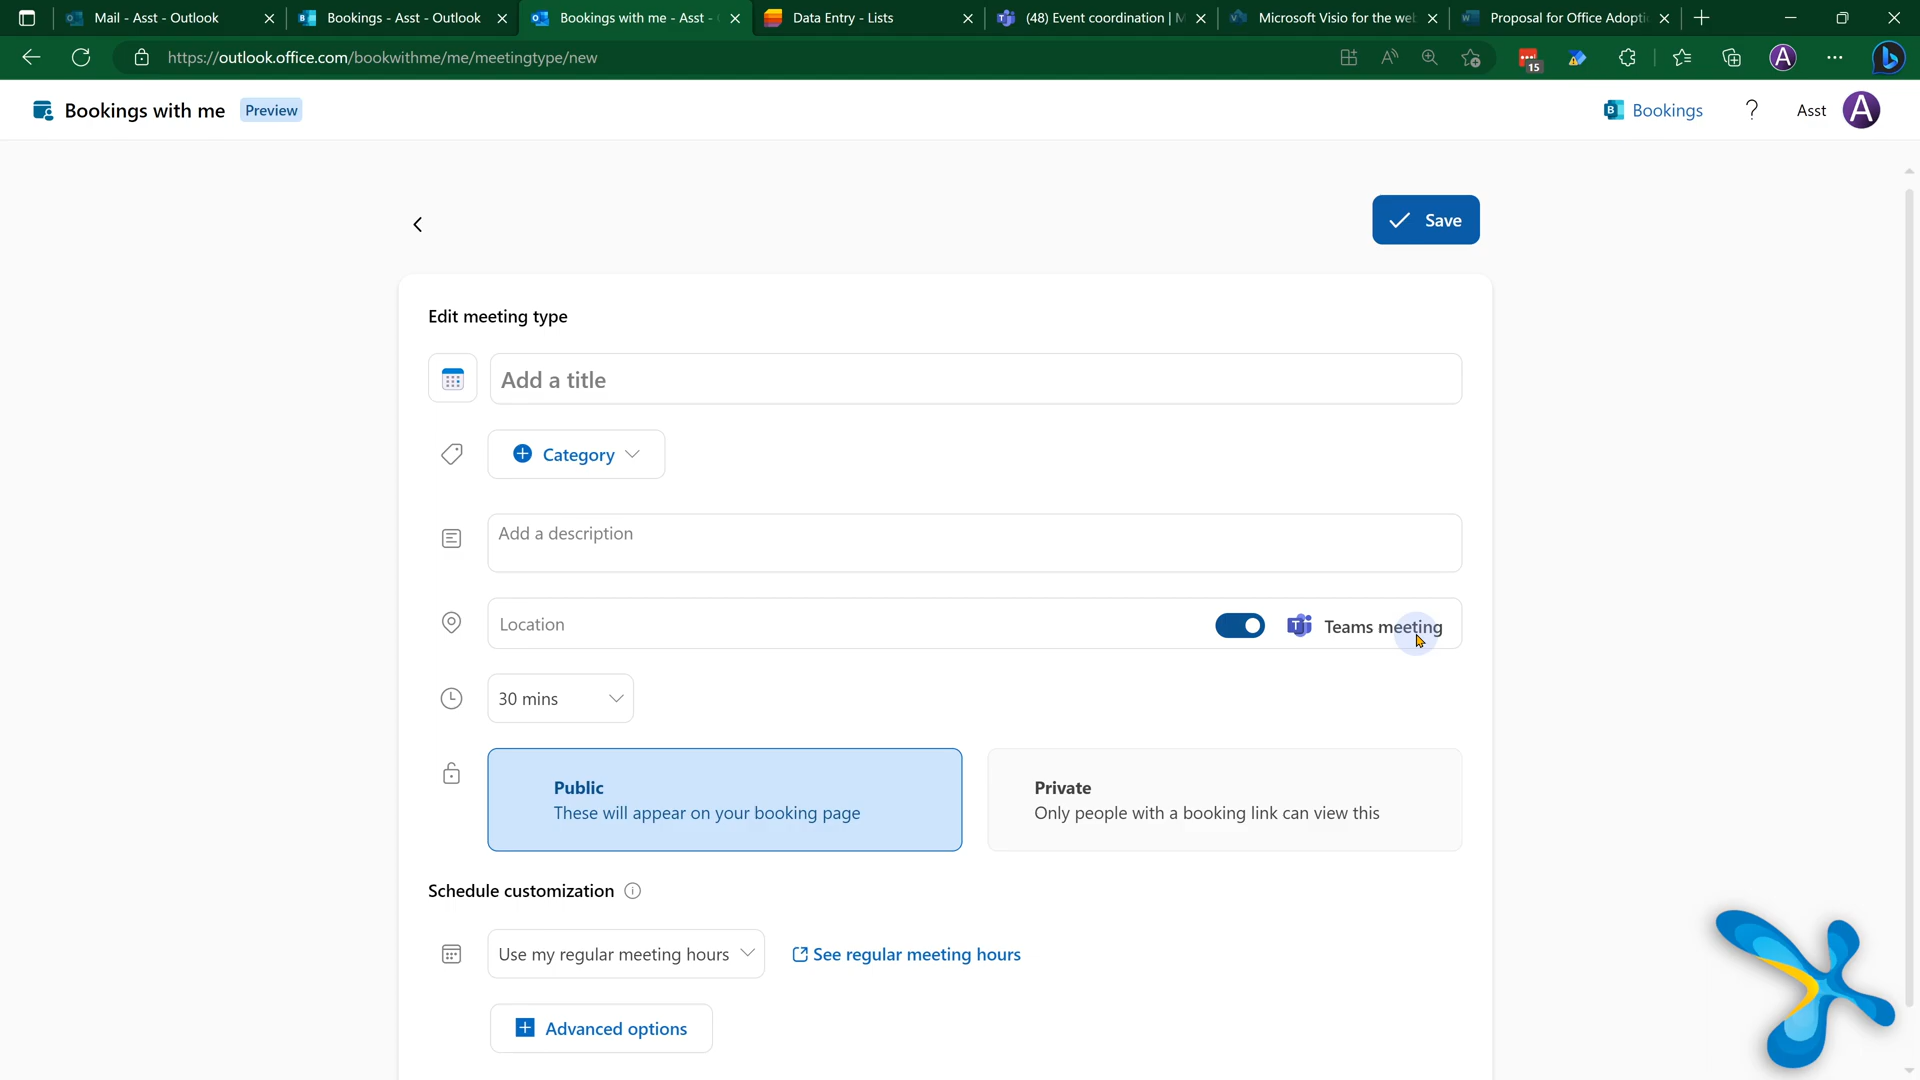 Mail - Asst - Outlook
Bookings - Asst - Outlook
Bookings with me - Asst -
Data Entry - Lists
(48) Event coordination | M
Microsoft Visio for the we
Proposal for Office Adopti
https://outlook.office.com/bookwithme/me/meetingtype/new
15
A
Bookings with me
Preview
Bookings
?
Asst
A
Save
Edit meeting type
Add a title
Category
Add a description
Location
Teams meeting
30 mins
Public
These will appear on your booking page
Private
Only people with a booking link can view this
Schedule customization
Use my regular meeting hours
See regular meeting hours
Advanced options